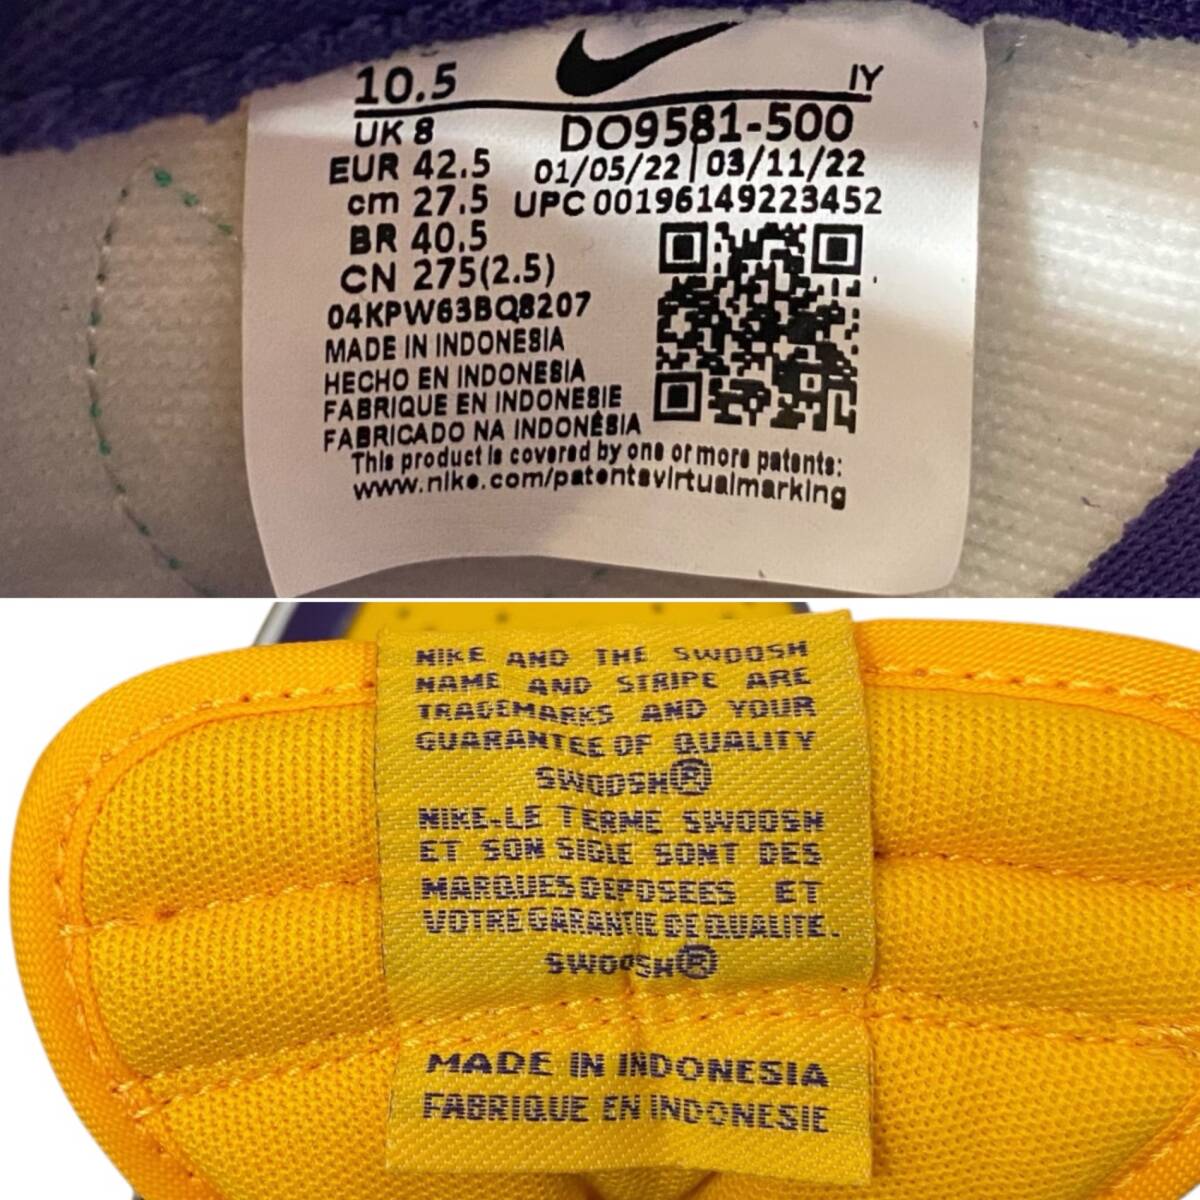 10.5
IY
UK 8
DO9581-500
EUR 42.5
01/05/22 | 03/11/22
cm 27.5
UPC 00196149223452
BR 40.5
CN 275(2.5)
04KPW63BQ8207
MADE IN INDONESIA
HECHO EN INDONESIA
FABRIQUE EN INDONESIE
FABRICADO NA INDONÉSIA
This product is covered by one or more patents:
www.nike.com/patentsvirtualmarking
NIKE AND THE SWOOSH
NAME AND STRIPE ARE
TRADEMARKS AND YOUR
GUARANTEE OF QUALITY
SWOOSH®
NIKE-LE TERME SWOOSH
ET SON SIGLE SONT DES
MARQUES DEPOSEES ET
VOTRE GARANTIE DE QUALITE.
SWOOSH®
MADE IN INDONESIA
FABRIQUE EN INDONESIE